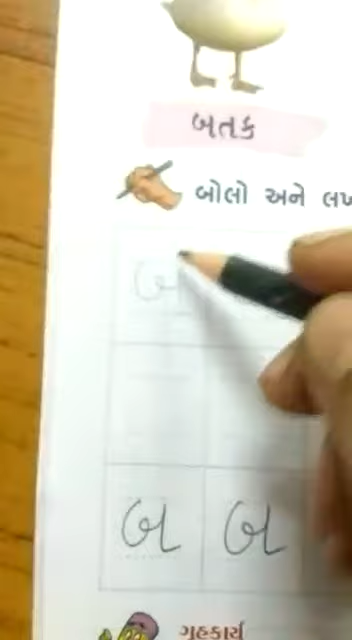 બતક
બોલો અને લખ
બ
બ બ
ગૃહકાર્ય